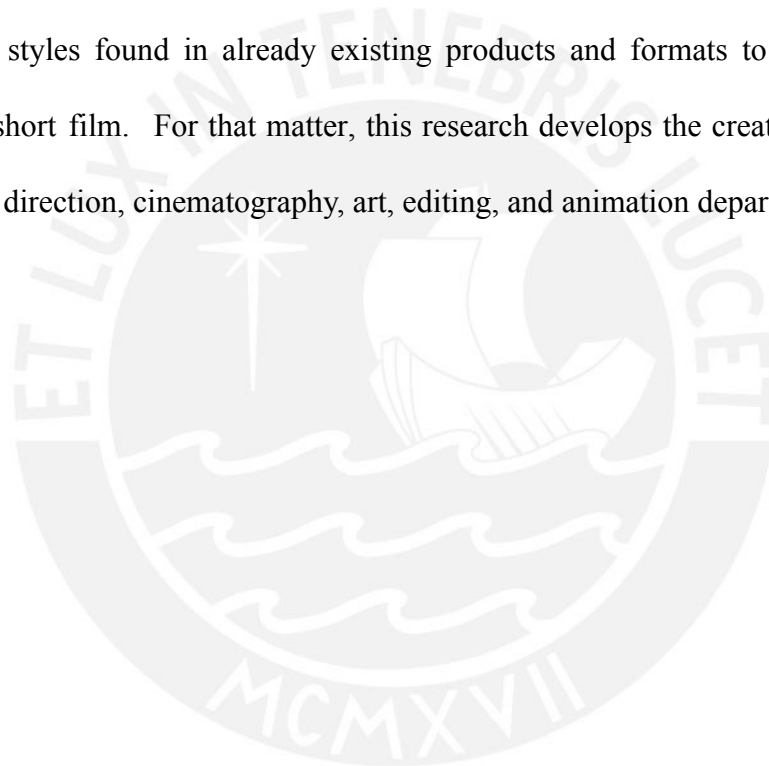 styles found in already existing products and formats to
short film. For that matter, this research develops the creat
direction, cinematography, art, editing, and animation depar
ET LUX IN TENEBRIS LUCET
MCMXVII